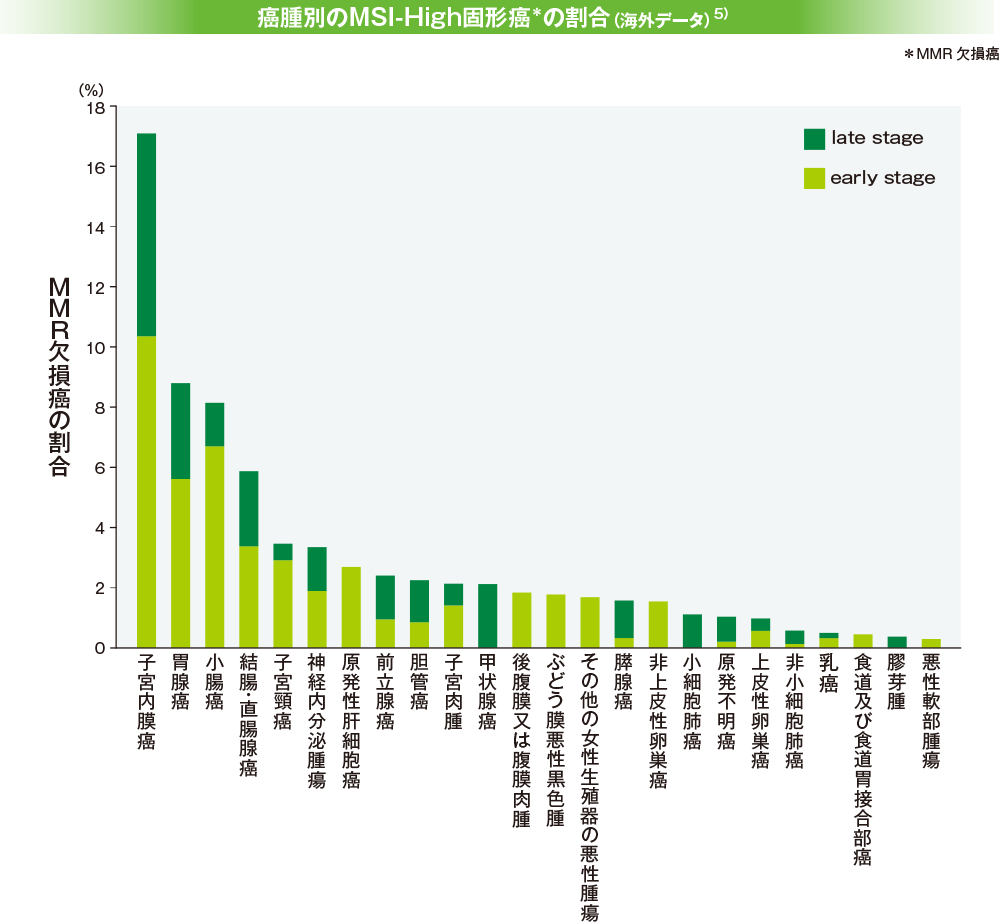 癌腫別のMSI-High固形癌*の割合(海外データ)5)
*MMR 欠損癌
(%)
18
16
14
12
10
8
6
4
2
0
MMR欠損癌の割合
late stage
early stage
子宮内膜癌
胃腺癌
小腸癌
結腸・直腸腺癌
子宮頸癌
神経内分泌腫瘍
原発性肝細胞癌
前立腺癌
胆管癌
子宮肉腫
甲状腺癌
後腹膜又は腹膜肉腫
ぶどう膜悪性黒色腫
その他の女性生殖器の悪性腫瘍
膵腺癌
非上皮性卵巣癌
小細胞肺癌
原発不明癌
上皮性卵巣癌
非小細胞肺癌
乳癌
食道及び食道胃接合部癌
膠芽腫
悪性軟部腫瘍